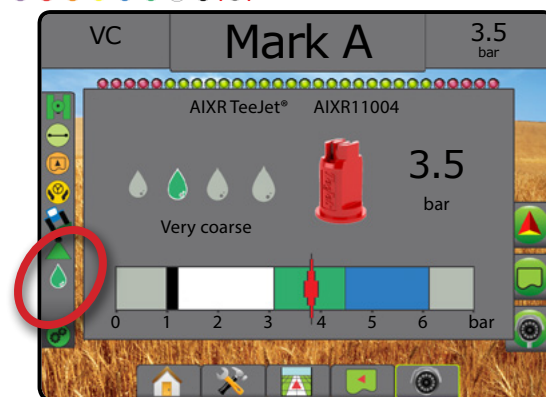 VC
Mark A
3.5
bar
AIXR TeeJet® AIXR11004
3.5
bar
Very coarse
0 1 2 3 4 5 6 bar